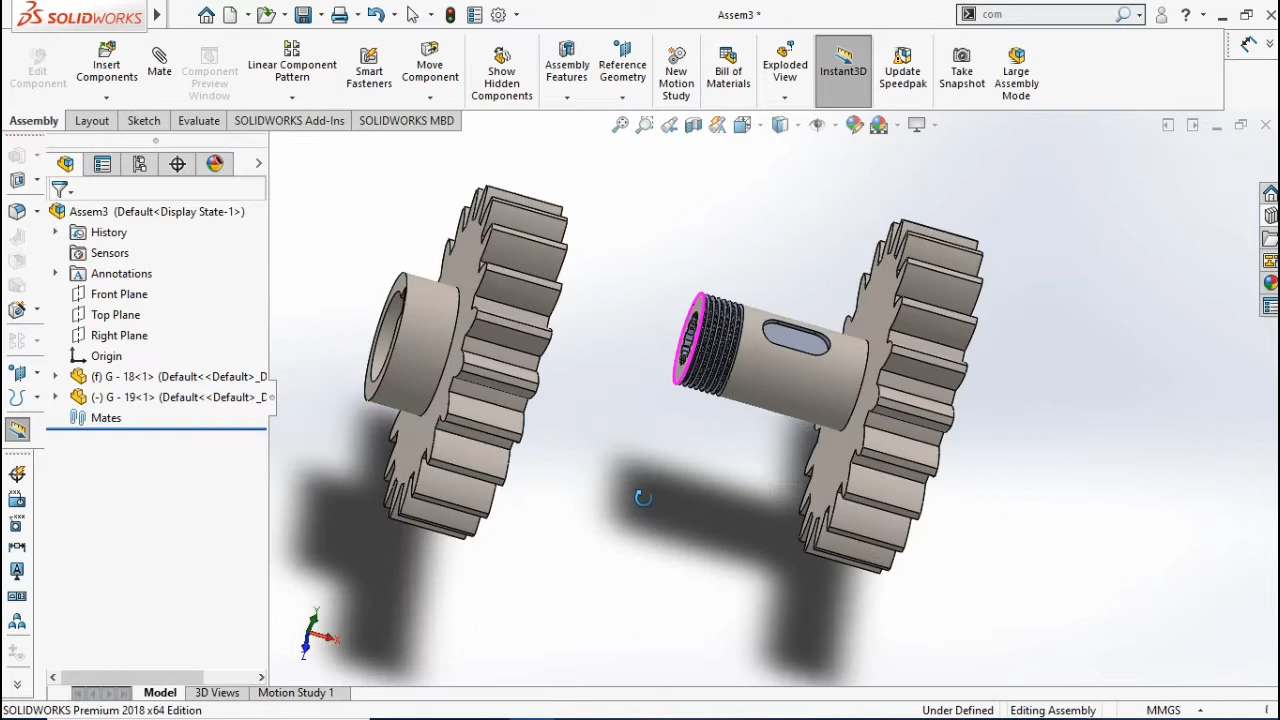 SOLIDWORKS
Assem3 *
com
Edit Component
Insert Components
Mate
Component Preview Window
Linear Component Pattern
Smart Fasteners
Move Component
Show Hidden Components
Assembly Features
Reference Geometry
New Motion Study
Bill of Materials
Exploded View
Instant3D
Update Speedpak
Take Snapshot
Large Assembly Mode
Assembly
Layout
Sketch
Evaluate
SOLIDWORKS Add-Ins
SOLIDWORKS MBD
Assem3 (Default<Display State-1>)
History
Sensors
Annotations
Front Plane
Top Plane
Right Plane
Origin
(f) G - 18<1> (Default<<Default>_D
(-) G - 19<1> (Default<<Default>_D
Mates
Y
X
Z
Model
3D Views
Motion Study 1
SOLIDWORKS Premium 2018 x64 Edition
Under Defined
Editing Assembly
MMGS